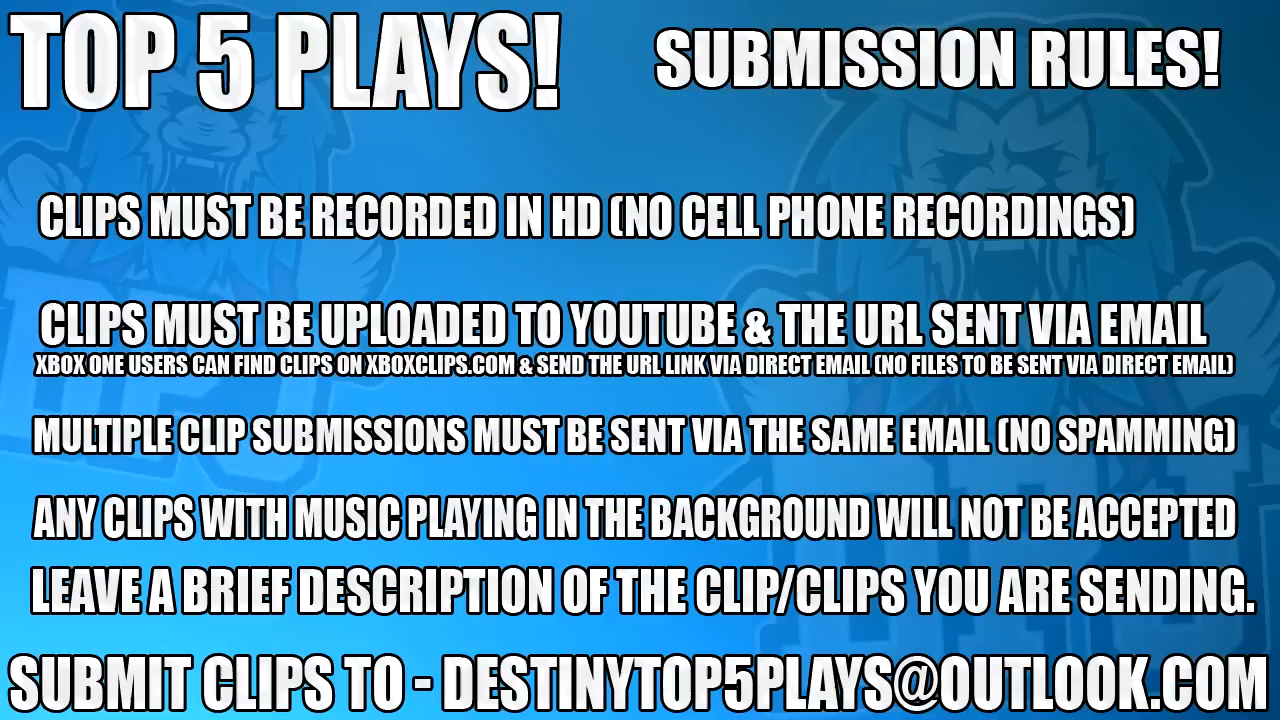 TOP 5 PLAYS!
SUBMISSION RULES!
CLIPS MUST BE RECORDED IN HD (NO CELL PHONE RECORDINGS)
CLIPS MUST BE UPLOADED TO YOUTUBE & THE URL SENT VIA EMAIL
XBOX ONE USERS CAN FIND CLIPS ON XBOXCLIPS.COM & SEND THE URL LINK VIA DIRECT EMAIL (NO FILES TO BE SENT VIA DIRECT EMAIL)
MULTIPLE CLIP SUBMISSIONS MUST BE SENT VIA THE SAME EMAIL (NO SPAMMING)
ANY CLIPS WITH MUSIC PLAYING IN THE BACKGROUND WILL NOT BE ACCEPTED
LEAVE A BRIEF DESCRIPTION OF THE CLIP/CLIPS YOU ARE SENDING.
SUBMIT CLIPS TO - DESTINYTOP5PLAYS@OUTLOOK.COM